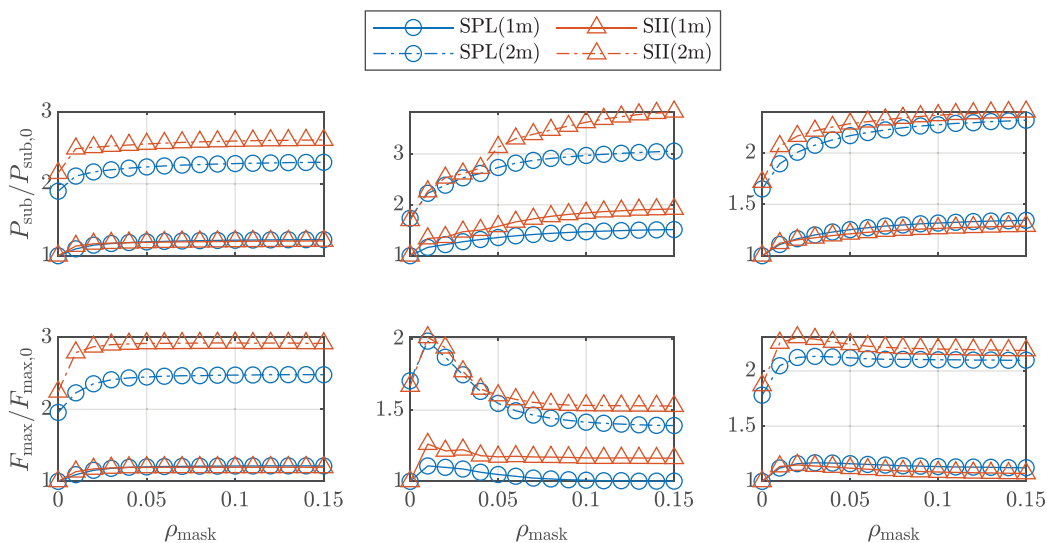 SPL(1m) SII(1m)
SPL(2m) SII(2m)
P_sub/P_sub,0
3
2
1
3
2
1
2
1.5
1
F_max/F_max,0
3
2
1
0 0.05 0.1 0.15
2
1.5
1
0 0.05 0.1 0.15
2
1.5
1
0 0.05 0.1 0.15
ρ_mask ρ_mask ρ_mask